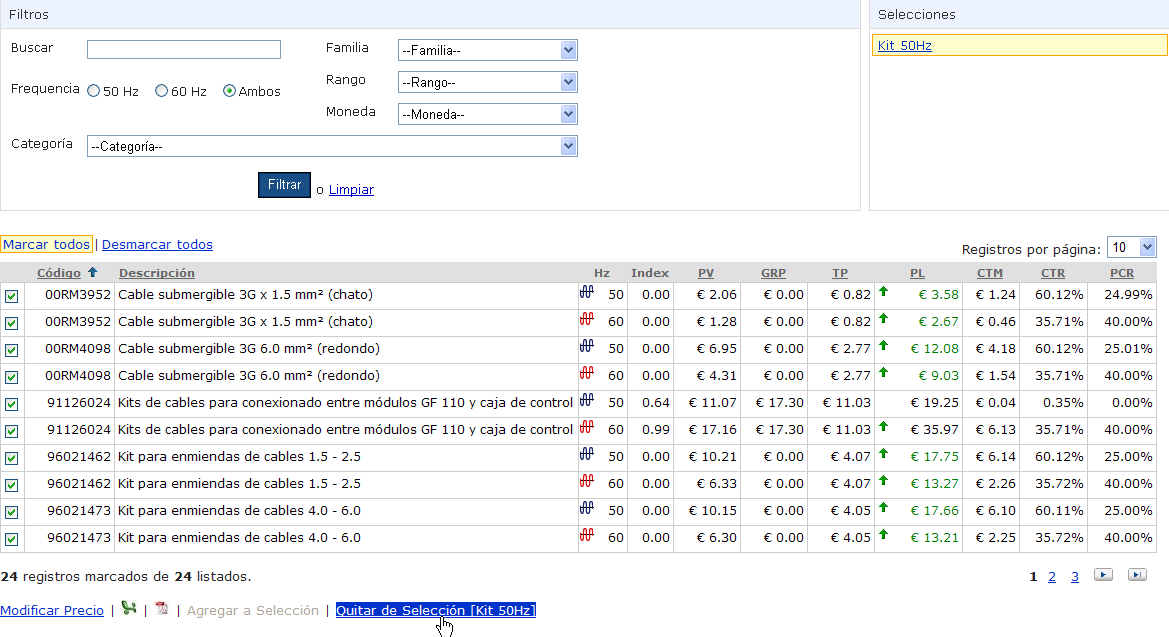 Filtros
Selecciones
Buscar
Familia
--Familia--
Kit 50Hz
Rango
--Rango--
Frequencia
50 Hz
60 Hz
Ambos
Moneda
--Moneda--
Categoría
--Categoría--
Filtrar o Limpiar
Marcar todos | Desmarcar todos
Registros por página: 10
Código Descripción Hz Index PV GRP TP PL CTM CTR PCR
00RM3952 Cable submergible 3G x 1.5 mm² (chato) 50 0.00 € 2.06 € 0.00 € 0.82 € 3.58 € 1.24 60.12% 24.99%
00RM3952 Cable submergible 3G x 1.5 mm² (chato) 60 0.00 € 1.28 € 0.00 € 0.82 € 2.67 € 0.46 35.71% 40.00%
00RM4098 Cable submergible 3G 6.0 mm² (redondo) 50 0.00 € 6.95 € 0.00 € 2.77 € 12.08 € 4.18 60.12% 25.01%
00RM4098 Cable submergible 3G 6.0 mm² (redondo) 60 0.00 € 4.31 € 0.00 € 2.77 € 9.03 € 1.54 35.71% 40.00%
91126024 Kits de cables para conexionado entre módulos GF 110 y caja de control 50 0.64 € 11.07 € 17.30 € 11.03 € 19.25 € 0.04 0.35% 0.00%
91126024 Kits de cables para conexionado entre módulos GF 110 y caja de control 60 0.99 € 17.16 € 17.30 € 11.03 € 35.97 € 6.13 35.71% 40.00%
96021462 Kit para enmiendas de cables 1.5 - 2.5 50 0.00 € 10.21 € 0.00 € 4.07 € 17.75 € 6.14 60.12% 25.00%
96021462 Kit para enmiendas de cables 1.5 - 2.5 60 0.00 € 6.33 € 0.00 € 4.07 € 13.27 € 2.26 35.72% 40.00%
96021473 Kit para enmiendas de cables 4.0 - 6.0 50 0.00 € 10.15 € 0.00 € 4.05 € 17.66 € 6.10 60.11% 25.00%
96021473 Kit para enmiendas de cables 4.0 - 6.0 60 0.00 € 6.30 € 0.00 € 4.05 € 13.21 € 2.25 35.72% 40.00%
24 registros marcados de 24 listados.
1 2 3
Modificar Precio | | | Agregar a Selección | Quitar de Selección [Kit 50Hz]